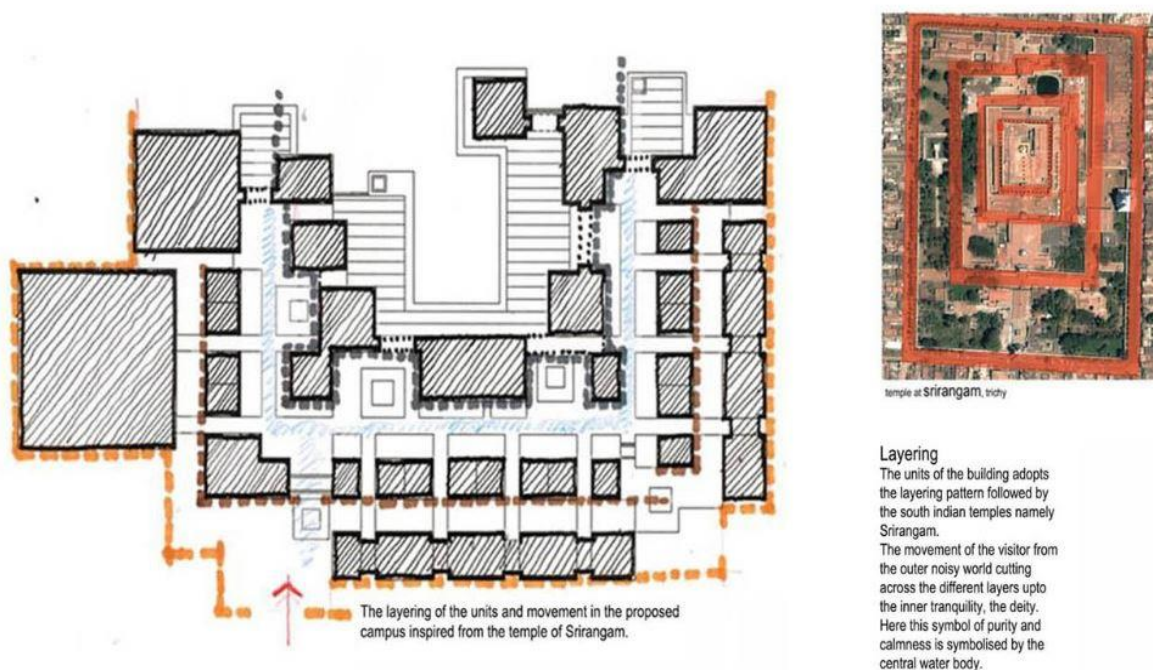 temple at srirangam, trichy
Layering
The units of the building adopts
the layering pattern followed by
the south indian temples namely
Srirangam.
The movement of the visitor from
the outer noisy world cutting
across the different layers upto
the inner tranquility, the deity.
Here this symbol of purity and
calmness is symbolised by the
central water body.
The layering of the units and movement in the proposed
campus inspired from the temple of Srirangam.